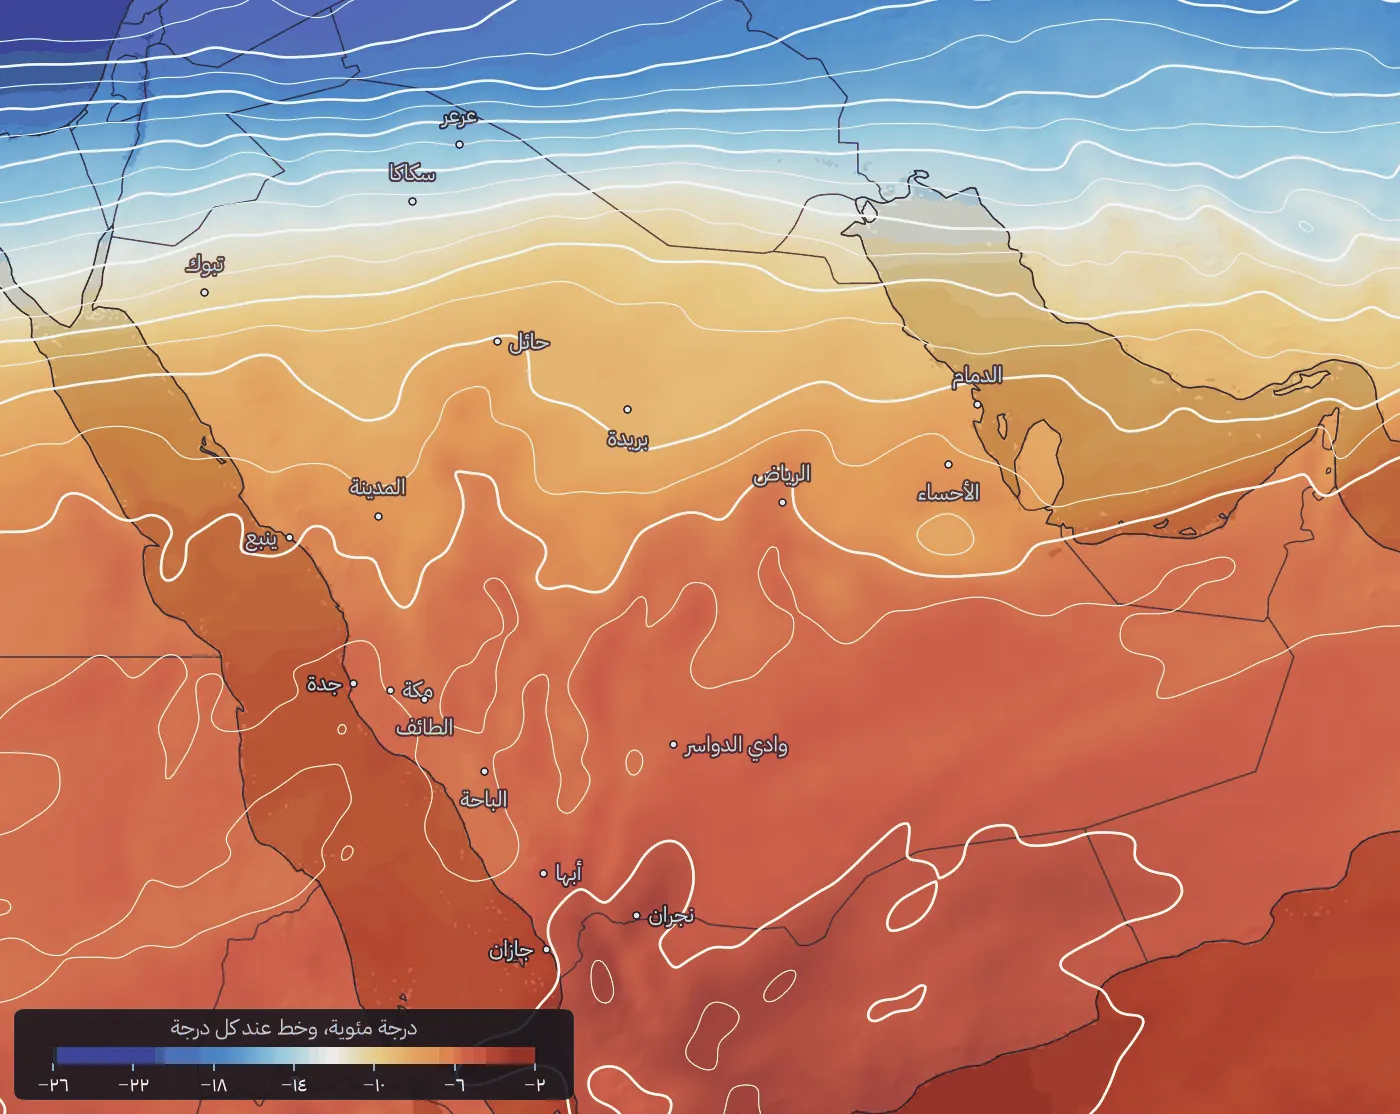 عرعر
سكاكا
تبوك
حائل
الدمام
بريدة
الرياض
المدينة
الأحساء
ينبع
جدة
مكة
الطائف
وادي الدواسر
الباحة
أبها
نجران
جازان
درجة مئوية، وخط عند كل درجة
−٢٦ −٢٢ −١٨ −١٤ −١٠ −٦ −٢